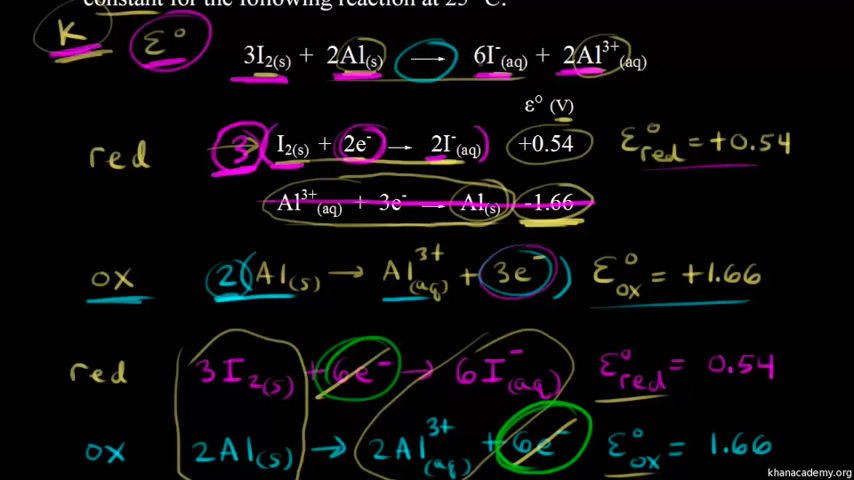 constant for the following reaction at 25 °C.
K ε°
3I₂(s) + 2Al(s) → 6I⁻(aq) + 2Al³⁺(aq)
ε° (V)
red 3( I₂(s) + 2e⁻ → 2I⁻(aq) ) +0.54 ε°red = +0.54
Al³⁺(aq) + 3e⁻ → Al(s) -1.66
ox 2( Al(s) → Al³⁺(aq) + 3e⁻ ) ε°ox = +1.66
red 3I₂(s) + 6e⁻ → 6I⁻(aq) ε°red = 0.54
ox 2Al(s) → 2Al³⁺(aq) + 6e⁻ ε°ox = 1.66
khanacademy.org